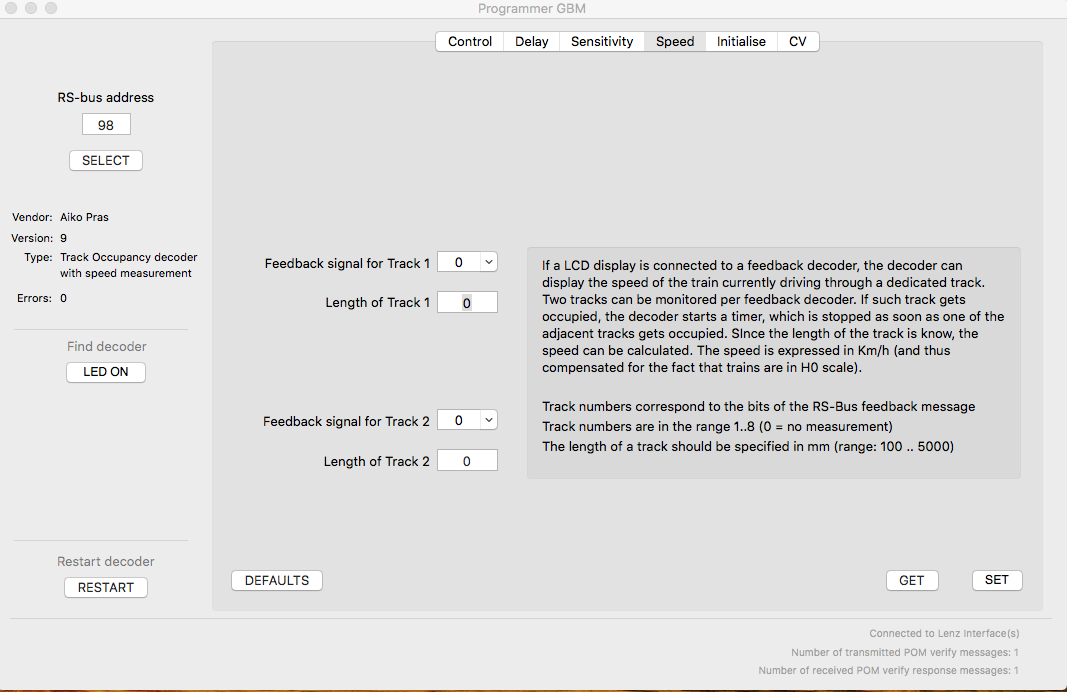 Programmer GBM
Control Delay Sensitivity Speed Initialise CV
RS-bus address
98
SELECT
Vendor: Aiko Pras
Version: 9
Type: Track Occupancy decoder
with speed measurement
Errors: 0
Find decoder
LED ON
Restart decoder
RESTART
Feedback signal for Track 1 0
Length of Track 1 0
Feedback signal for Track 2 0
Length of Track 2 0
If a LCD display is connected to a feedback decoder, the decoder can
display the speed of the train currently driving through a dedicated track.
Two tracks can be monitored per feedback decoder. If such track gets
occupied, the decoder starts a timer, which is stopped as soon as one of the
adjacent tracks gets occupied. SInce the length of the track is know, the
speed can be calculated. The speed is expressed in Km/h (and thus
compensated for the fact that trains are in H0 scale).
Track numbers correspond to the bits of the RS-Bus feedback message
Track numbers are in the range 1..8 (0 = no measurement)
The length of a track should be specified in mm (range: 100 .. 5000)
DEFAULTS
GET
SET
Connected to Lenz Interface(s)
Number of transmitted POM verify messages: 1
Number of received POM verify response messages: 1